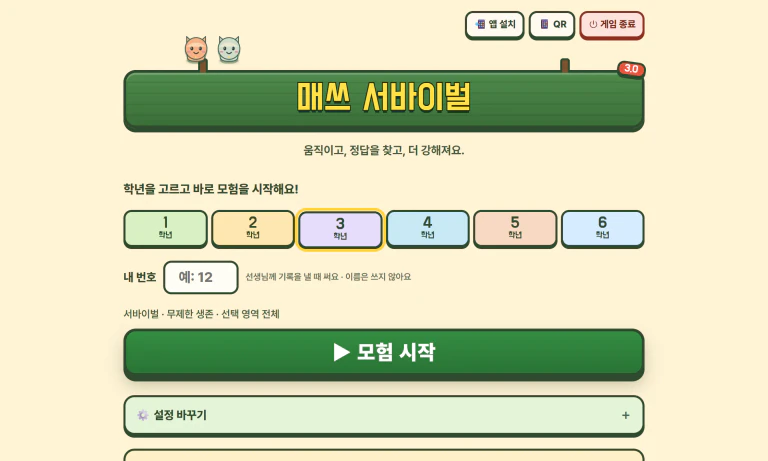 앱 설치
QR
게임 종료
3.0
매쓰 서바이벌
움직이고, 정답을 찾고, 더 강해져요.
학년을 고르고 바로 모험을 시작해요!
1 학년
2 학년
3 학년
4 학년
5 학년
6 학년
내 번호
예: 12
선생님께 기록을 낼 때 써요 · 이름은 쓰지 않아요
서바이벌 · 무제한 생존 · 선택 영역 전체
▶ 모험 시작
설정 바꾸기
+